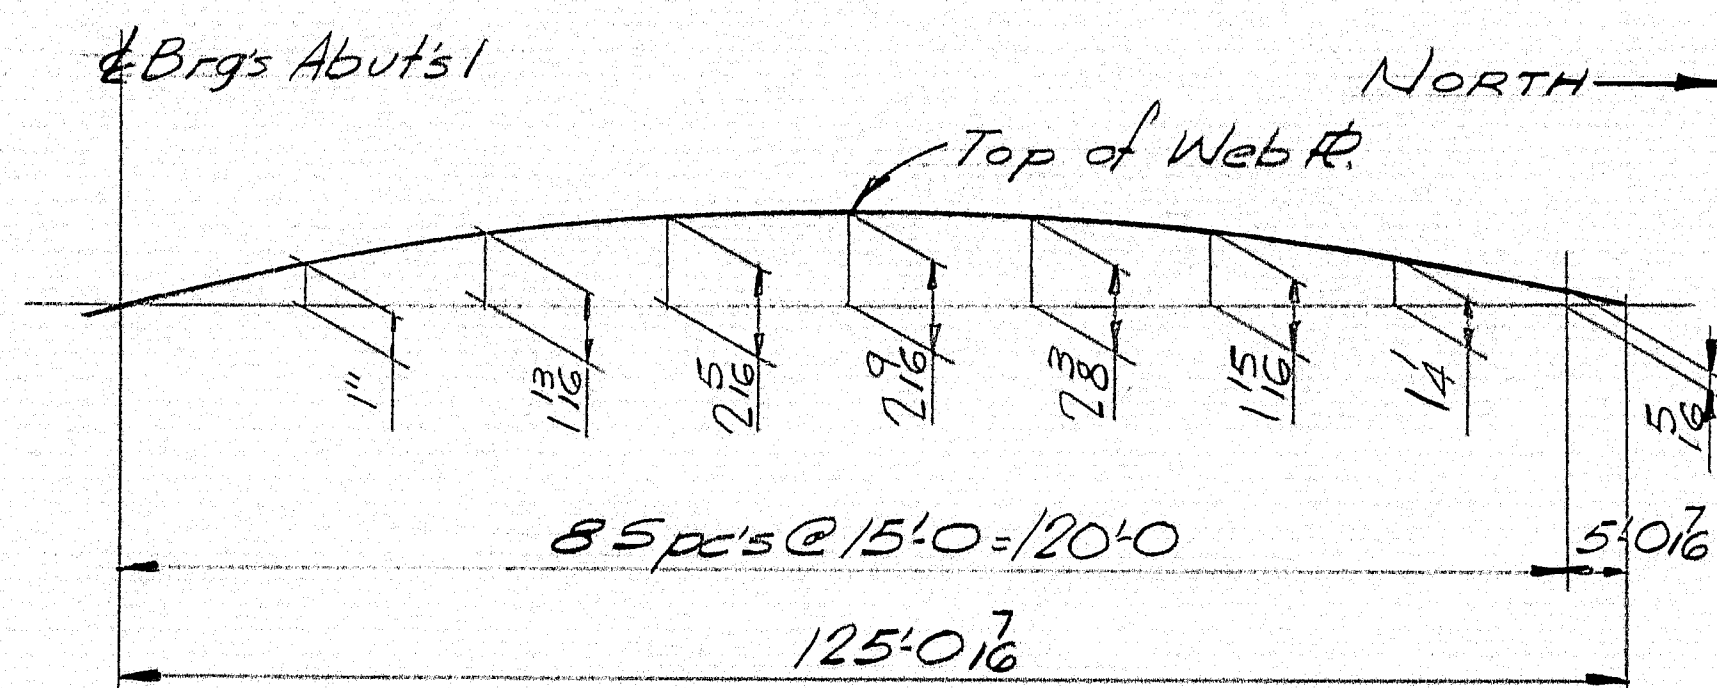 ℄ Brg's Abut's 1
NORTH
Top of Web ℙL.
1"
1 13/16
2 5/16
2 9/16
2 3/8
1 15/16
1 1/4
5/16
8 Spc's @ 15'-0 = 120'-0
5'-0 7/16
125'-0 7/16